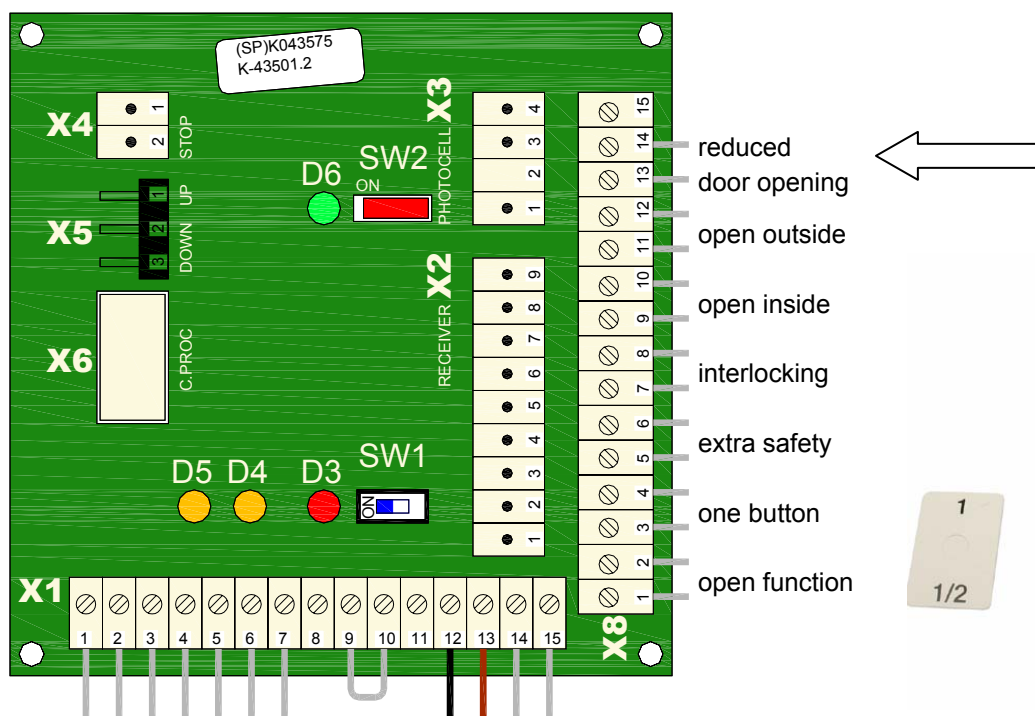 (SP)K043575
K-43501.2
X4
1
2
STOP
X5
1
2
3
UP
DOWN
X6
C.PROC
D6
SW2
ON
X3
PHOTOCELL
4
3
2
1
X2
RECEIVER
9
8
7
6
5
4
3
2
1
D5 D4 D3 SW1
ON
X1
1 2 3 4 5 6 7 8 9 10 11 12 13 14 15
15
14
13
12
11
10
9
8
7
6
5
4
3
2
1
X8
reduced
door opening
open outside
open inside
interlocking
extra safety
one button
open function
1
1/2